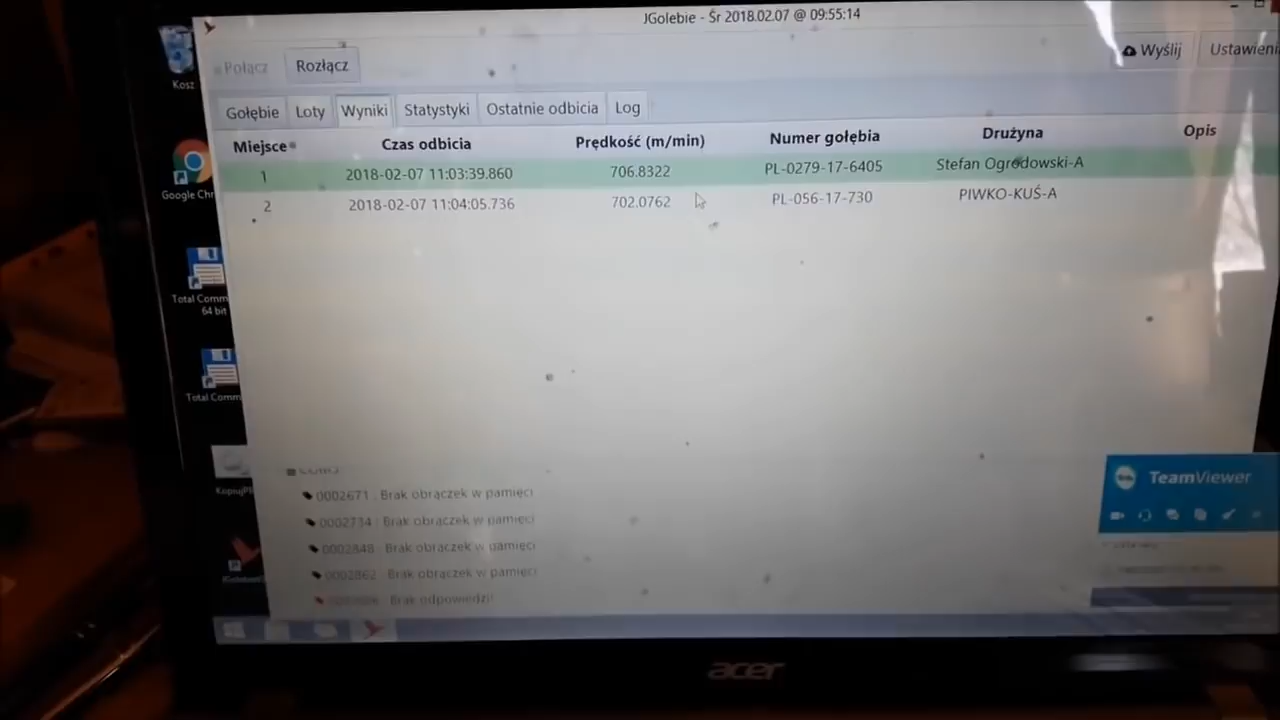 JGolebie - Śr 2018.02.07 @ 09:55:14
Połącz Rozłącz Wyślij Ustawieni
Gołębie Loty Wyniki Statystyki Ostatnie odbicia Log
Miejsce Czas odbicia Prędkość (m/min) Numer gołębia Drużyna Opis
1 2018-02-07 11:03:39.860 706.8322 PL-0279-17-6405 Stefan Ogrodowski-A
2 2018-02-07 11:04:05.736 702.0762 PL-056-17-730 PIWKO-KUŚ-A
Kosz
Google Chr
Total Comm
64 bit
Total Comm
KopiujPl
0002671 : Brak obrączek w pamięci
0002734 : Brak obrączek w pamięci
0002848 : Brak obrączek w pamięci
0002862 : Brak obrączek w pamięci
Brak odpowiedzi!
TeamViewer
acer